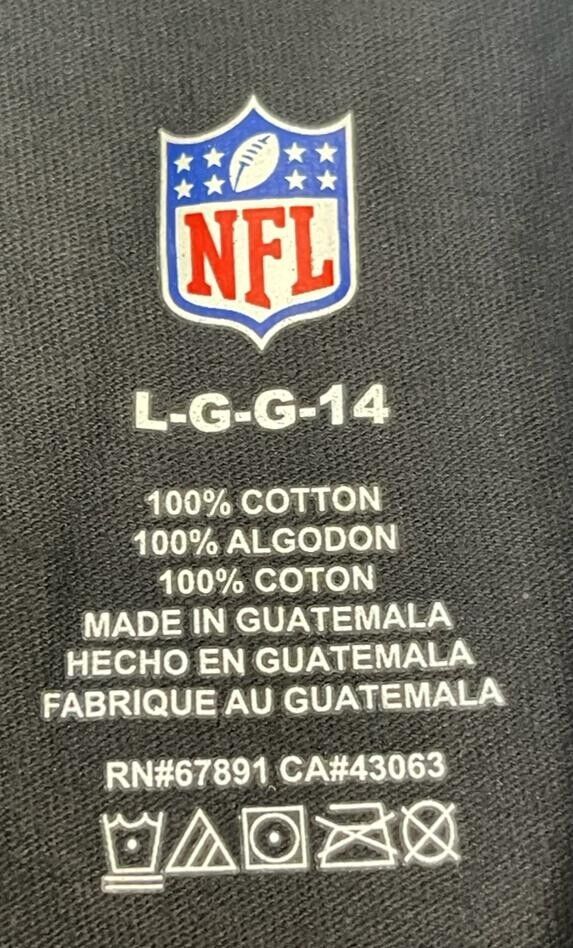 NFL
L-G-G-14
100% COTTON
100% ALGODON
100% COTON
MADE IN GUATEMALA
HECHO EN GUATEMALA
FABRIQUE AU GUATEMALA
RN#67891 CA#43063